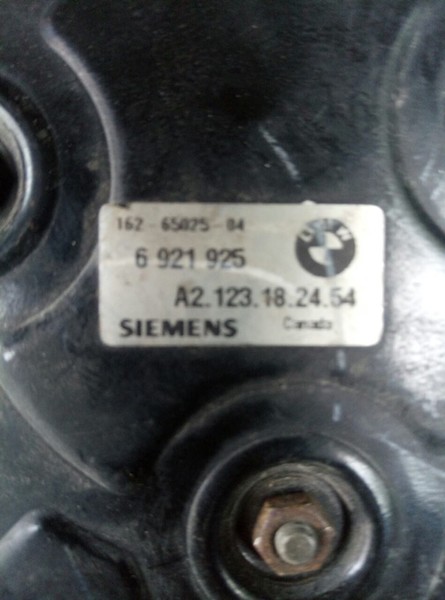 162 - 65025 - 04
6 921 925
A2.123.18.24.54
SIEMENS Canada